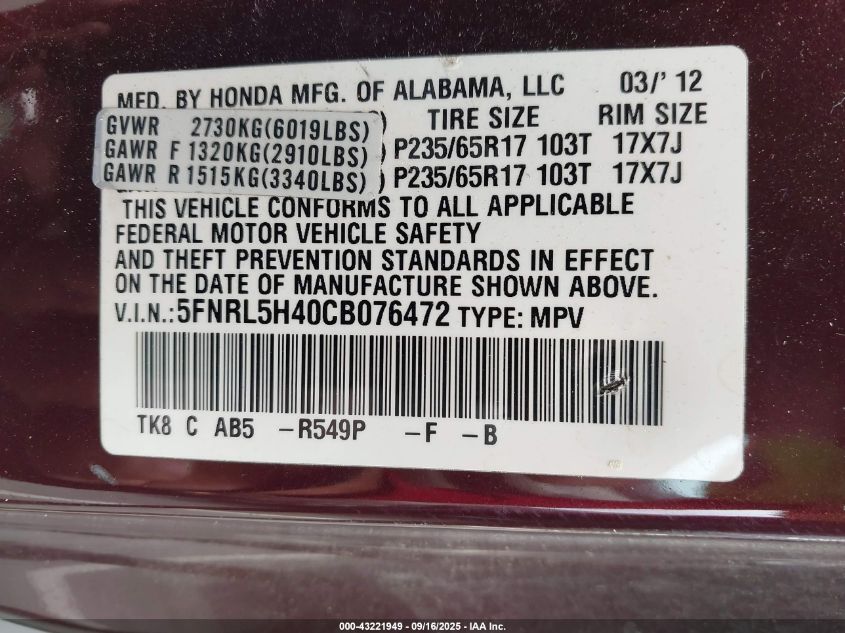 MFD. BY HONDA MFG. OF ALABAMA, LLC 03/' 12
TIRE SIZE RIM SIZE
GVWR 2730KG(6019LBS)
GAWR F 1320KG(2910LBS) ) P235/65R17 103T 17X7J
GAWR R 1515KG(3340LBS) ) P235/65R17 103T 17X7J
THIS VEHICLE CONFORMS TO ALL APPLICABLE
FEDERAL MOTOR VEHICLE SAFETY
AND THEFT PREVENTION STANDARDS IN EFFECT
ON THE DATE OF MANUFACTURE SHOWN ABOVE.
V.I.N.:5FNRL5H40CB076472 TYPE: MPV
TK8 C AB5 -R549P -F -B
000-43221949 - 09/16/2025 - IAA Inc.